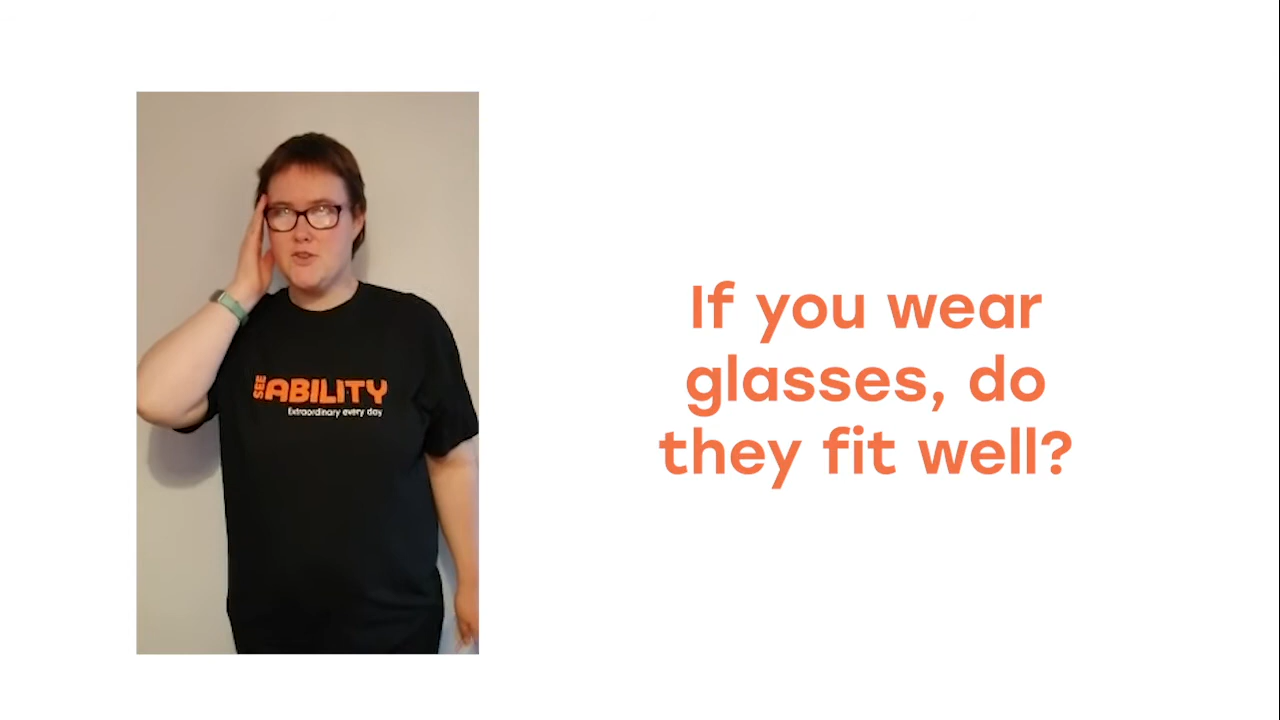 SEE
ABILITY
Extraordinary every day
If you wear
glasses, do
they fit well?